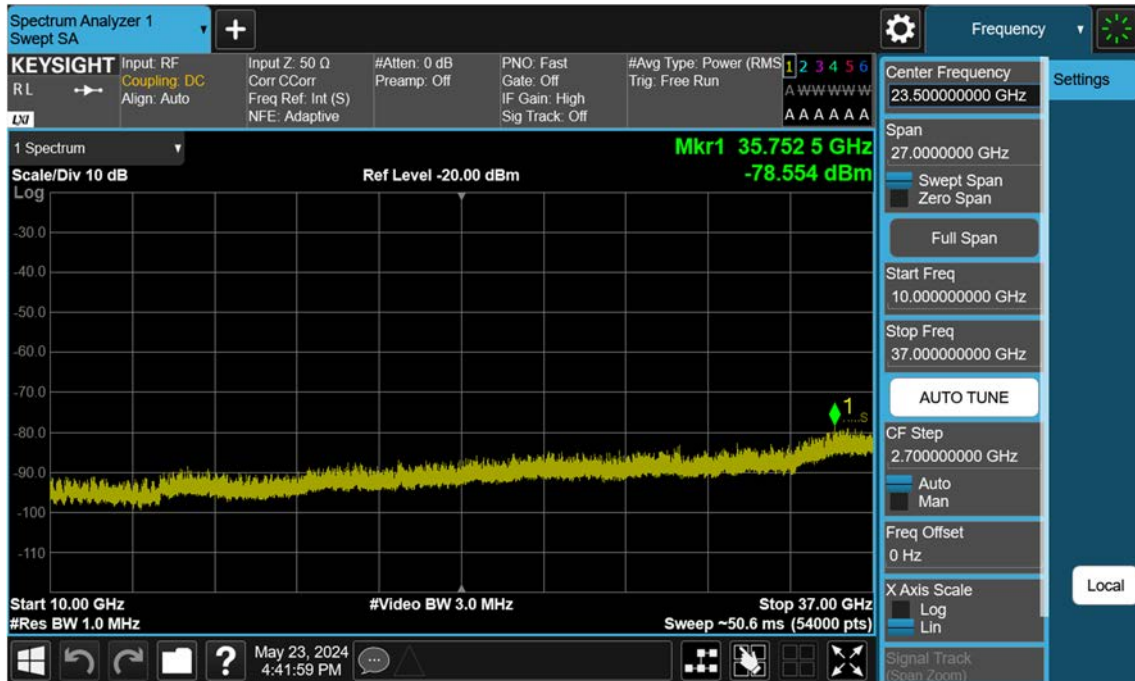 Spectrum Analyzer 1
Swept SA
+
Frequency
KEYSIGHT
R L
LXI
Input: RF
Coupling: DC
Align: Auto
Input Z: 50 Ω
Corr CCorr
Freq Ref: Int (S)
NFE: Adaptive
#Atten: 0 dB
Preamp: Off
PNO: Fast
Gate: Off
IF Gain: High
Sig Track: Off
#Avg Type: Power (RMS
Trig: Free Run
1 2 3 4 5 6
A W W W W W
A A A A A A
1 Spectrum
Scale/Div 10 dB
Ref Level -20.00 dBm
Mkr1 35.752 5 GHz
-78.554 dBm
Log
-30.0
-40.0
-50.0
-60.0
-70.0
-80.0
-90.0
-100
-110
1
S
Start 10.00 GHz
#Video BW 3.0 MHz
Stop 37.00 GHz
#Res BW 1.0 MHz
Sweep ~50.6 ms (54000 pts)
?
May 23, 2024
4:41:59 PM
Center Frequency
23.500000000 GHz
Span
27.0000000 GHz
Swept Span
Zero Span
Full Span
Start Freq
10.000000000 GHz
Stop Freq
37.000000000 GHz
AUTO TUNE
CF Step
2.700000000 GHz
Auto
Man
Freq Offset
0 Hz
X Axis Scale
Log
Lin
Signal Track
(Span Zoom)
Settings
Local